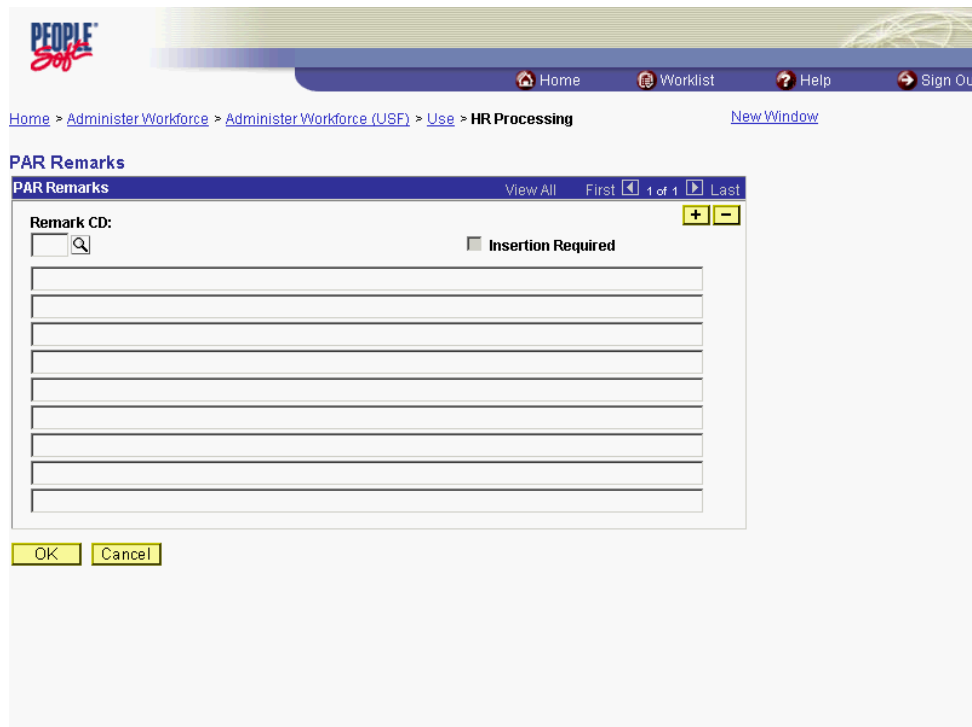 PEOPLE
Soft
Home Worklist Help Sign Ou
Home > Administer Workforce > Administer Workforce (USF) > Use > HR Processing New Window
PAR Remarks
PAR Remarks View All First 1 of 1 Last
+ −
Remark CD:
Insertion Required
OK Cancel